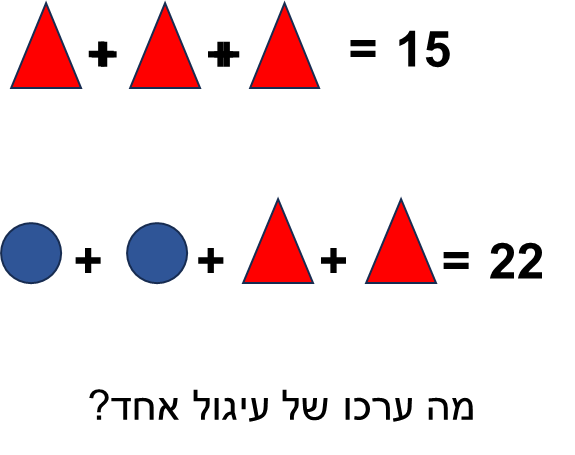 + + = 15
+ + + = 22
מה ערכו של עיגול אחד?